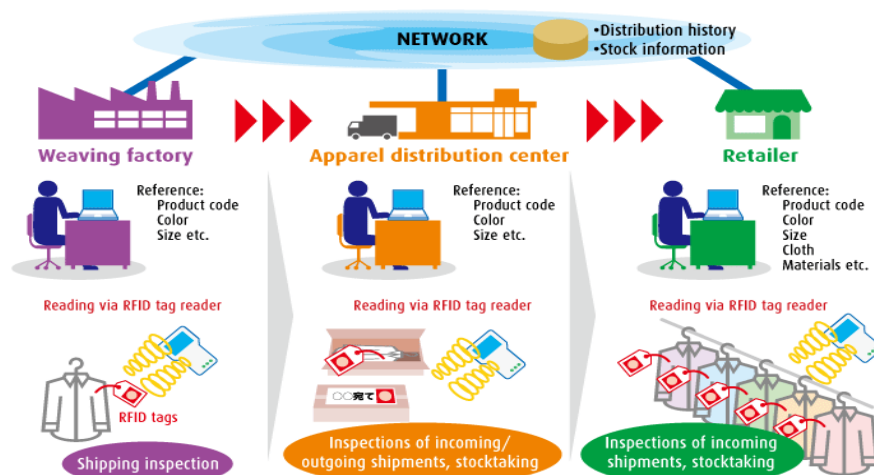 NETWORK
•Distribution history
•Stock information
Weaving factory
Apparel distribution center
Retailer
Reference:
Product code
Color
Size etc.
Reference:
Product code
Color
Size etc.
Reference:
Product code
Color
Size
Cloth
Materials etc.
Reading via RFID tag reader
Reading via RFID tag reader
Reading via RFID tag reader
RFID tags
○○宛て
Shipping inspection
Inspections of incoming/
outgoing shipments, stocktaking
Inspections of incoming
shipments, stocktaking